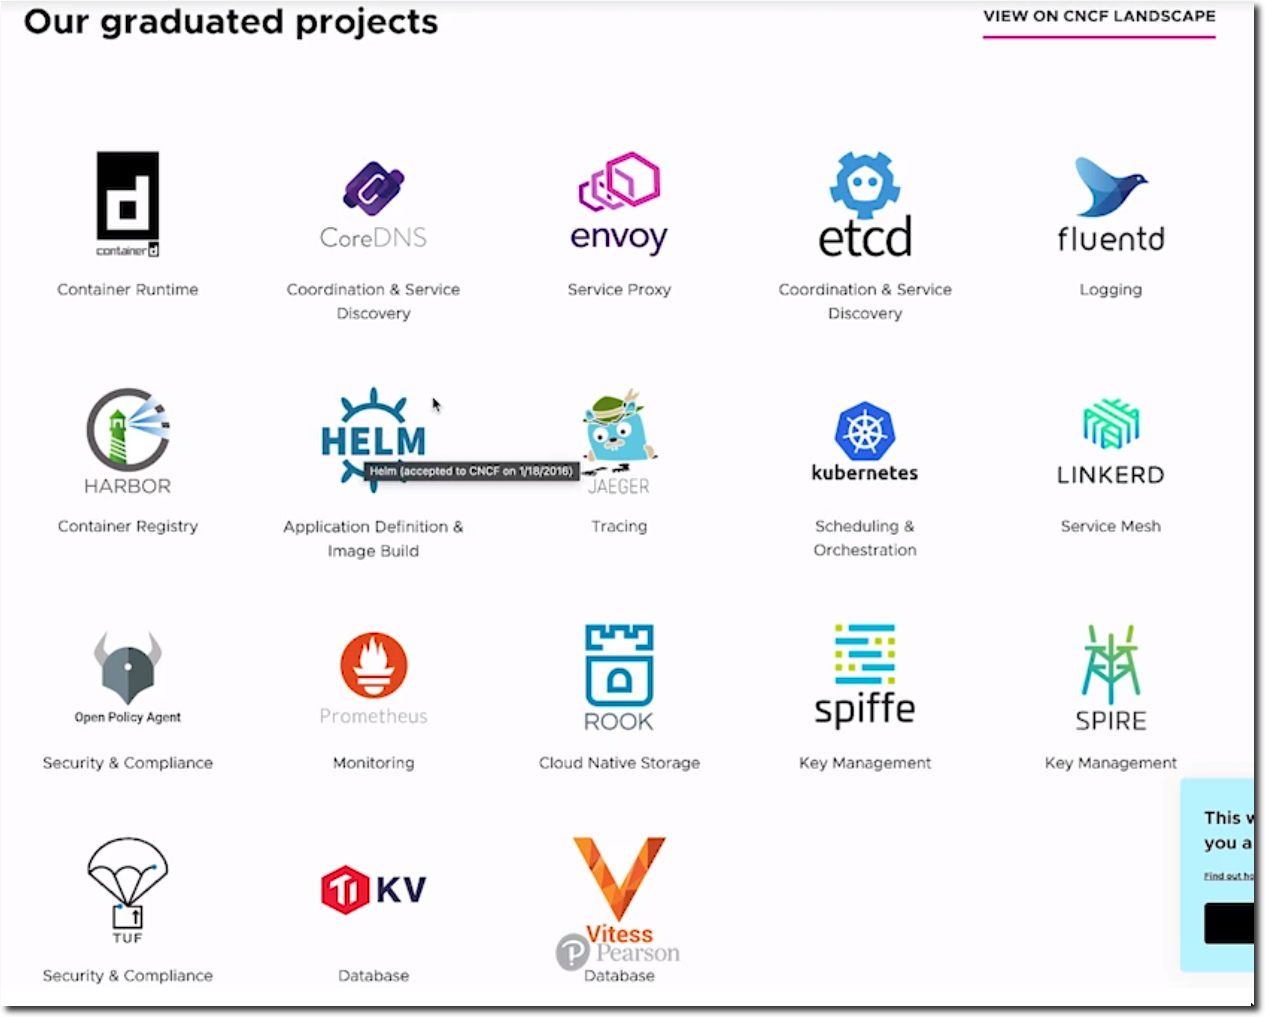 Our graduated projects
VIEW ON CNCF LANDSCAPE
d
containerd
CoreDNS
envoy
etcd
fluentd
Container Runtime
Coordination & Service
Discovery
Service Proxy
Coordination & Service
Discovery
Logging
HARBOR
HELM
Helm (accepted to CNCF on 1/18/2016)
JAEGER
kubernetes
LINKERD
Container Registry
Application Definition &
Image Build
Tracing
Scheduling &
Orchestration
Service Mesh
Open Policy Agent
Prometheus
ROOK
spiffe
SPIRE
Security & Compliance
Monitoring
Cloud Native Storage
Key Management
Key Management
This w
you a
Find out ho
TUF
TiKV
Vitess
Pearson
Security & Compliance
Database
Database